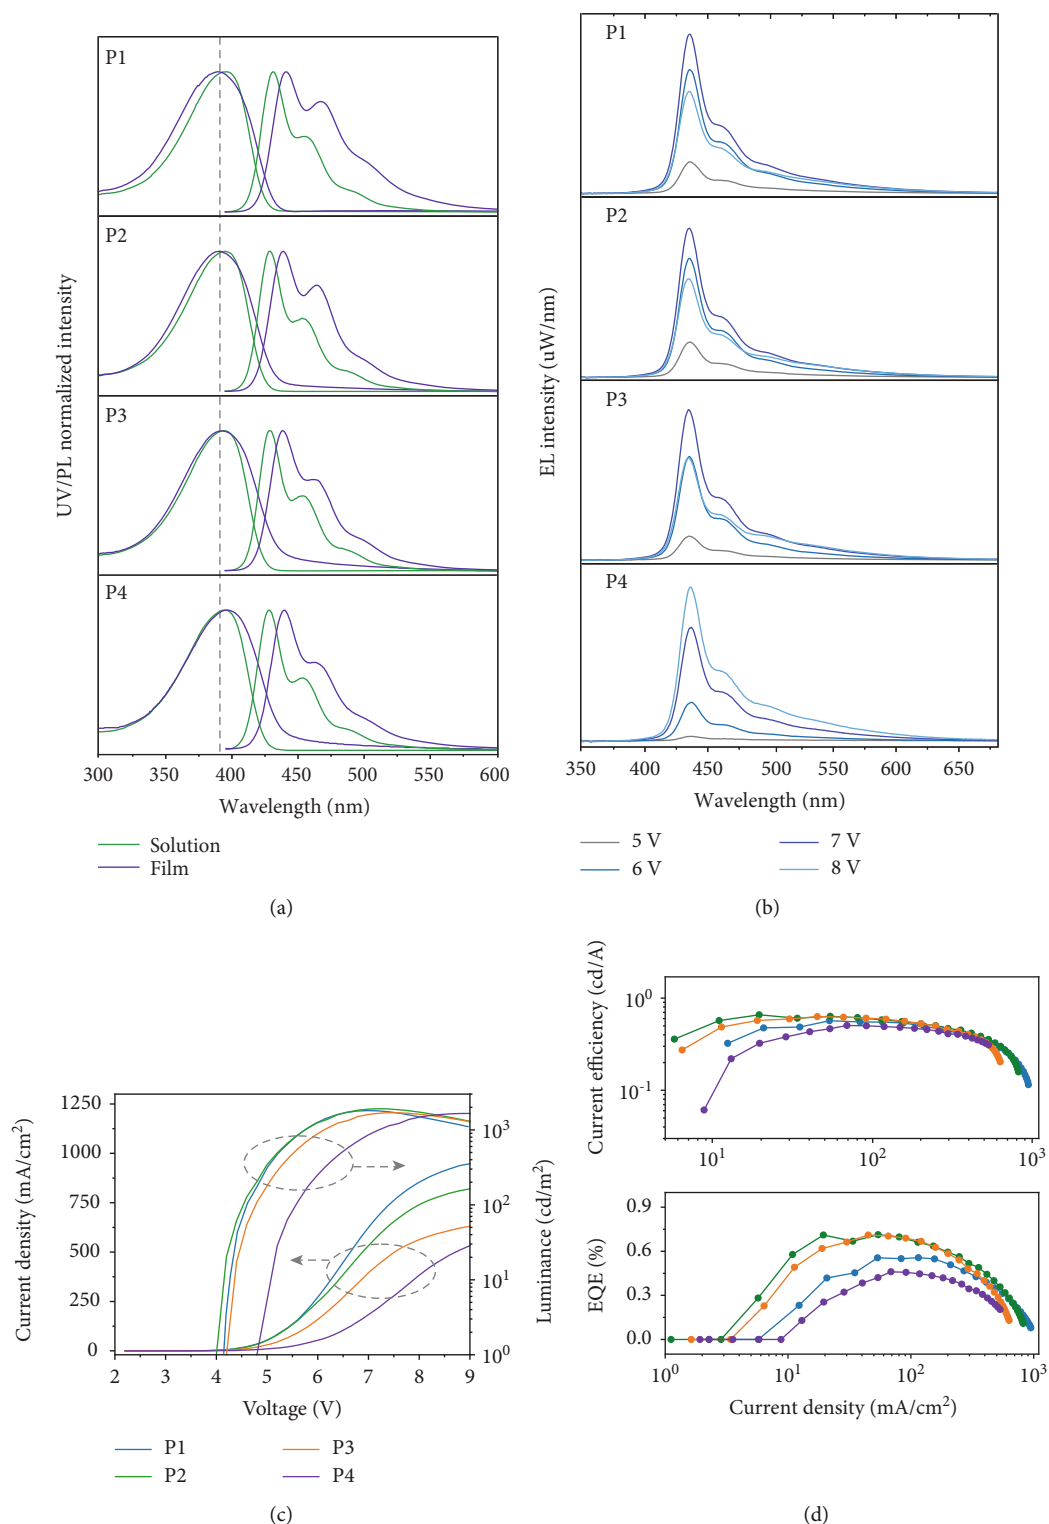 P1
P2
P3
P4
UV/PL normalized intensity
300 350 400 450 500 550 600
Wavelength (nm)
Solution
Film
(a)
P1
P2
P3
P4
EL intensity (uW/nm)
350 400 450 500 550 600 650
Wavelength (nm)
5 V 7 V
6 V 8 V
(b)
1250
1000
750
500
250
0
Current density (mA/cm²)
10³
10²
10¹
10⁰
Luminance (cd/m²)
2 3 4 5 6 7 8 9
Voltage (V)
P1 P3
P2 P4
(c)
10⁰
10⁻¹
Current efficiency (cd/A)
10¹ 10² 10³
0.9
0.6
0.3
0.0
EQE (%)
10⁰ 10¹ 10² 10³
Current density (mA/cm²)
(d)